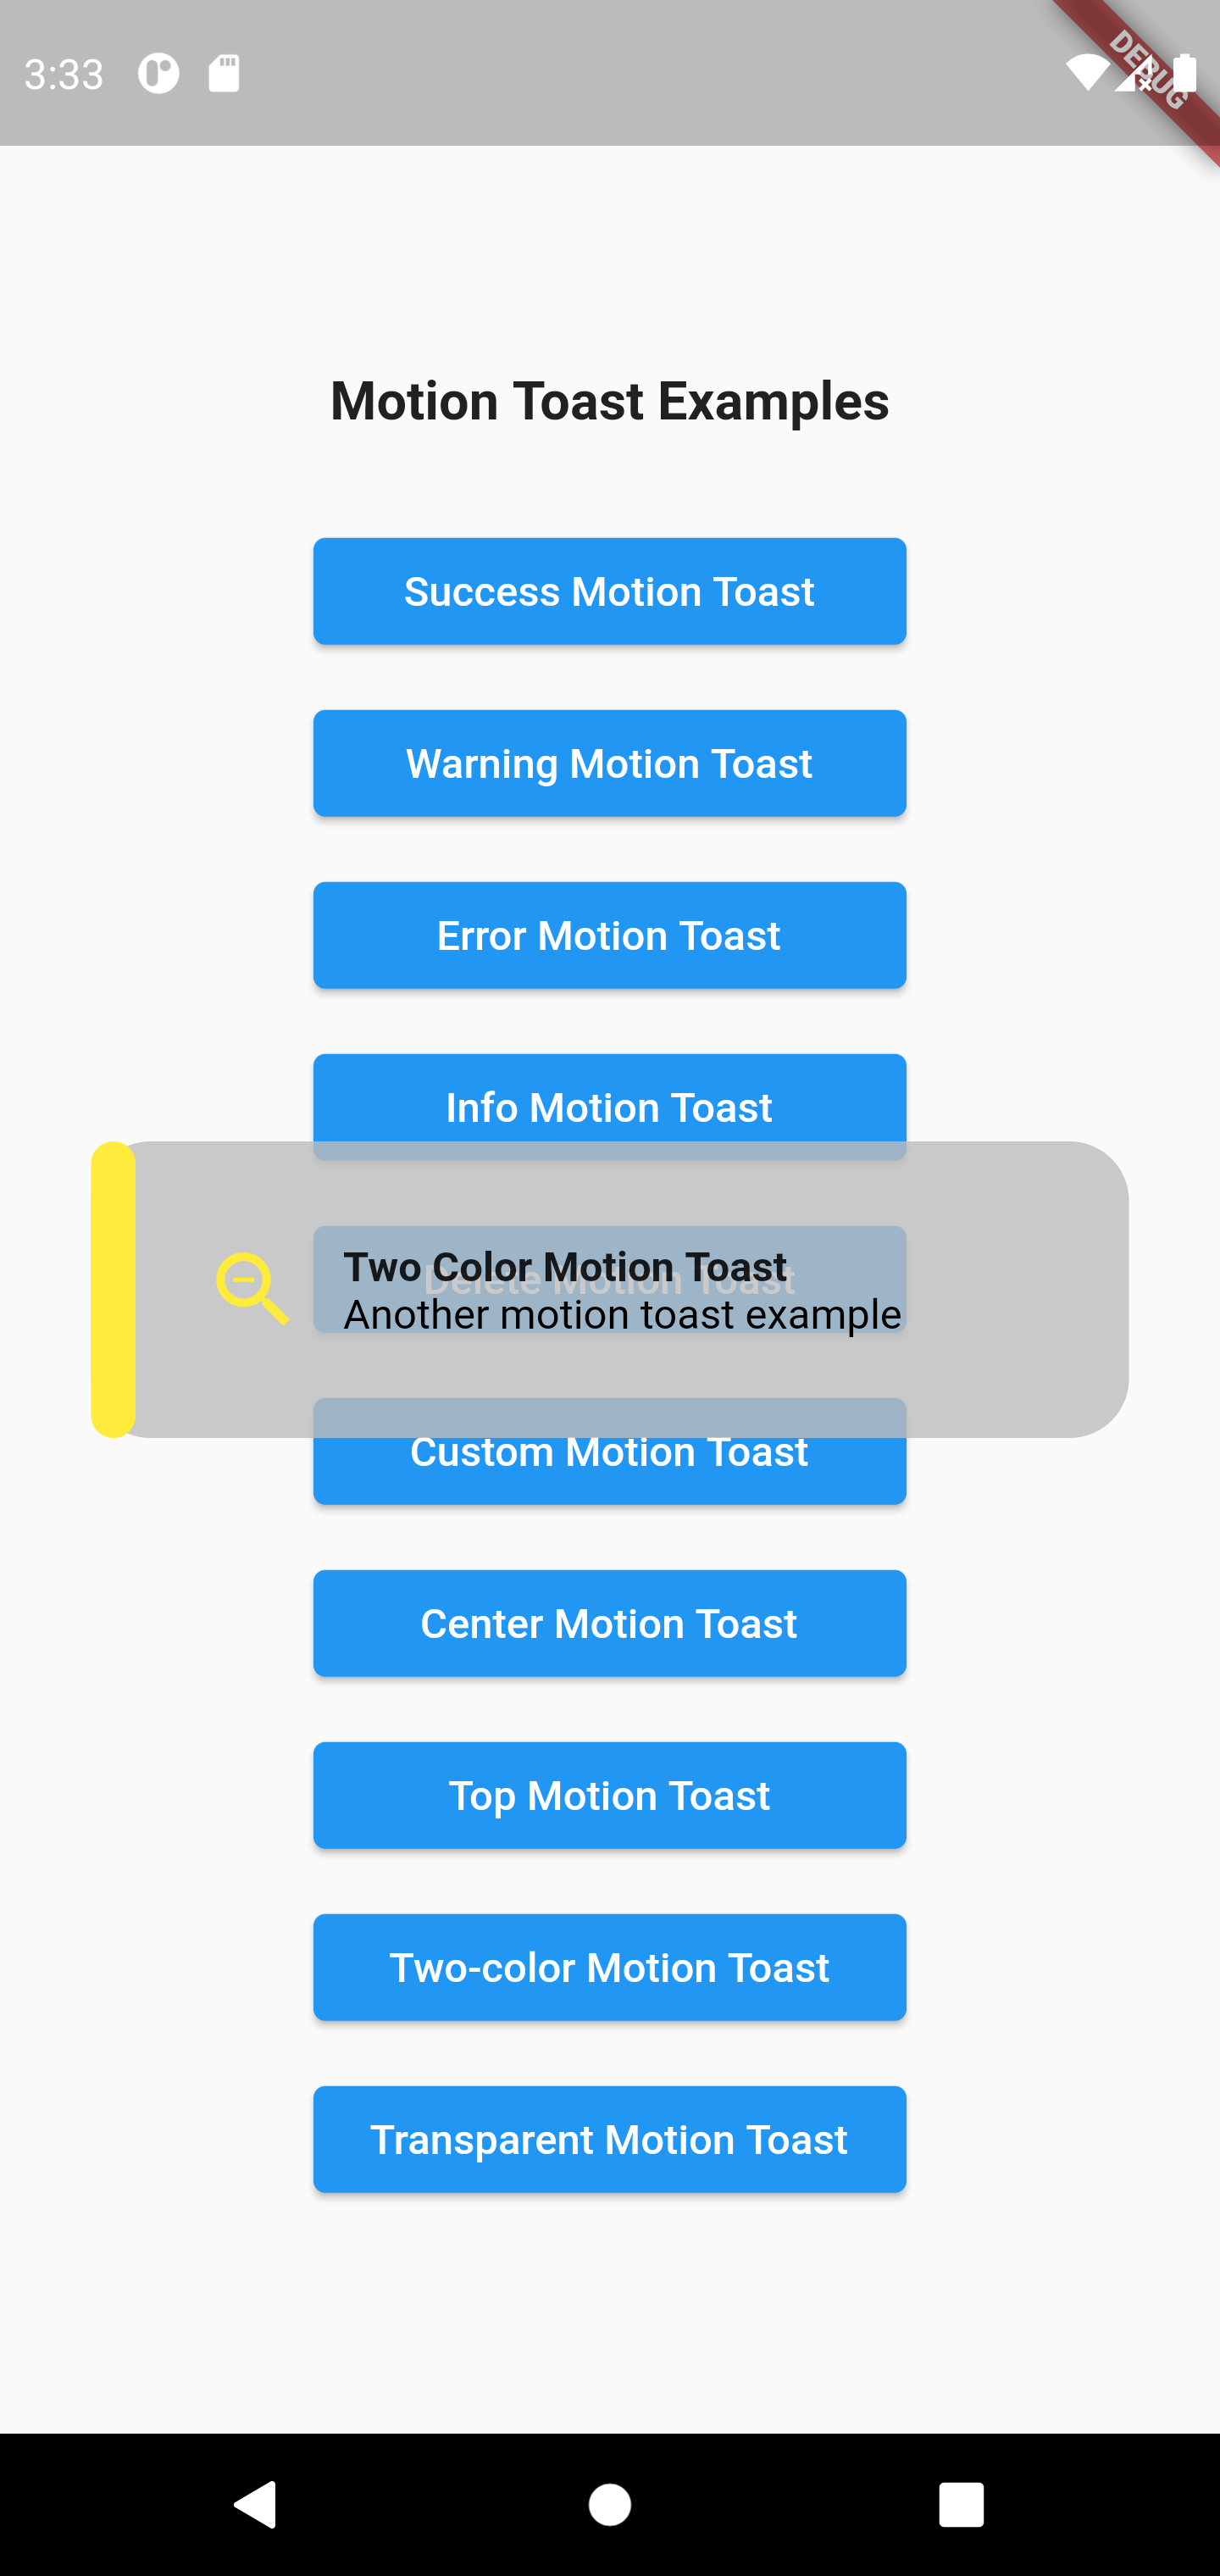 3:33
DEBUG
Motion Toast Examples
Success Motion Toast
Warning Motion Toast
Error Motion Toast
Info Motion Toast
Two Color Motion Toast
Delete Motion Toast
Another motion toast example
Custom Motion Toast
Center Motion Toast
Top Motion Toast
Two-color Motion Toast
Transparent Motion Toast